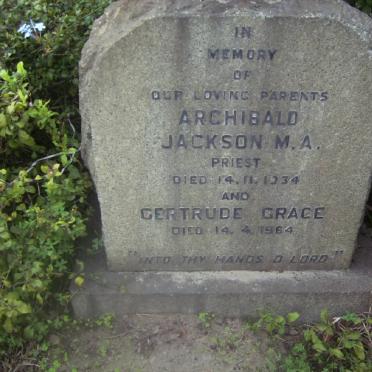 IN
MEMORY
OF
OUR LOVING PARENTS
ARCHIBALD
JACKSON M.A.
PRIEST
DIED 14.11.1934
AND
GERTRUDE GRACE
DIED 14.4.1964
"INTO THY HANDS O LORD"